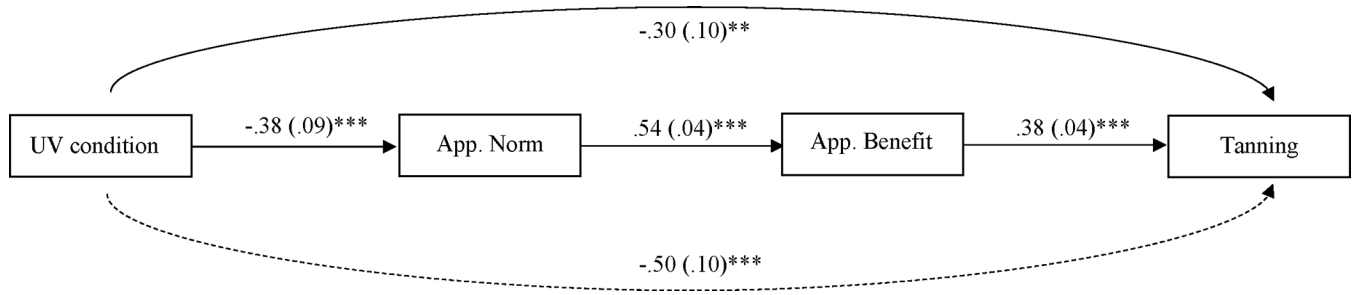 -.30 (.10)**
-.38 (.09)***
.54 (.04)***
.38 (.04)***
UV condition
App. Norm
App. Benefit
Tanning
-.50 (.10)***